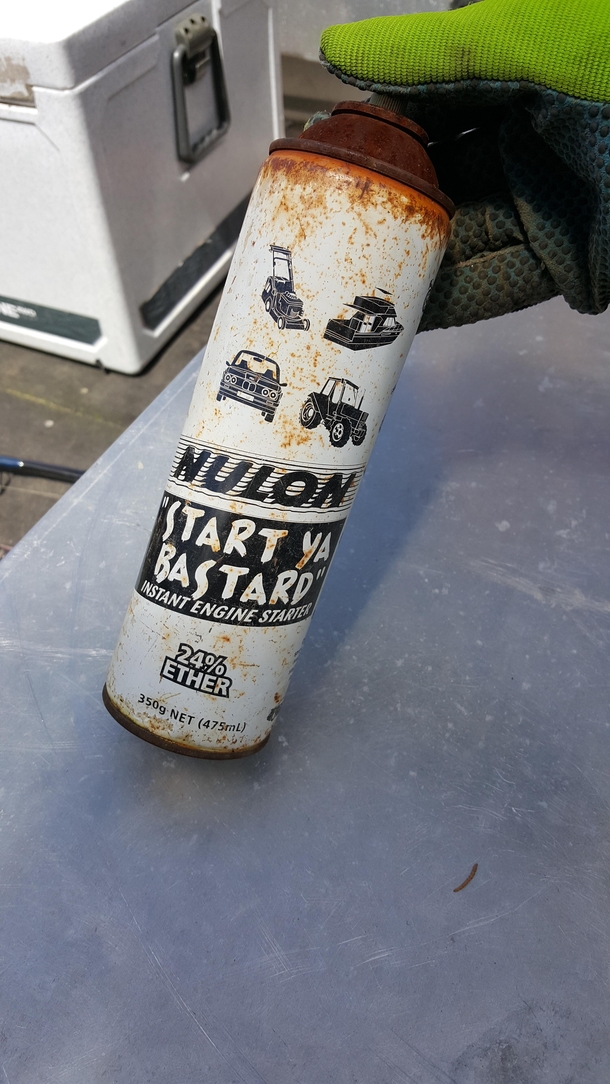 NULON
"START YA
BASTARD"
INSTANT ENGINE STARTER
24%
ETHER
350g NET (475mL)